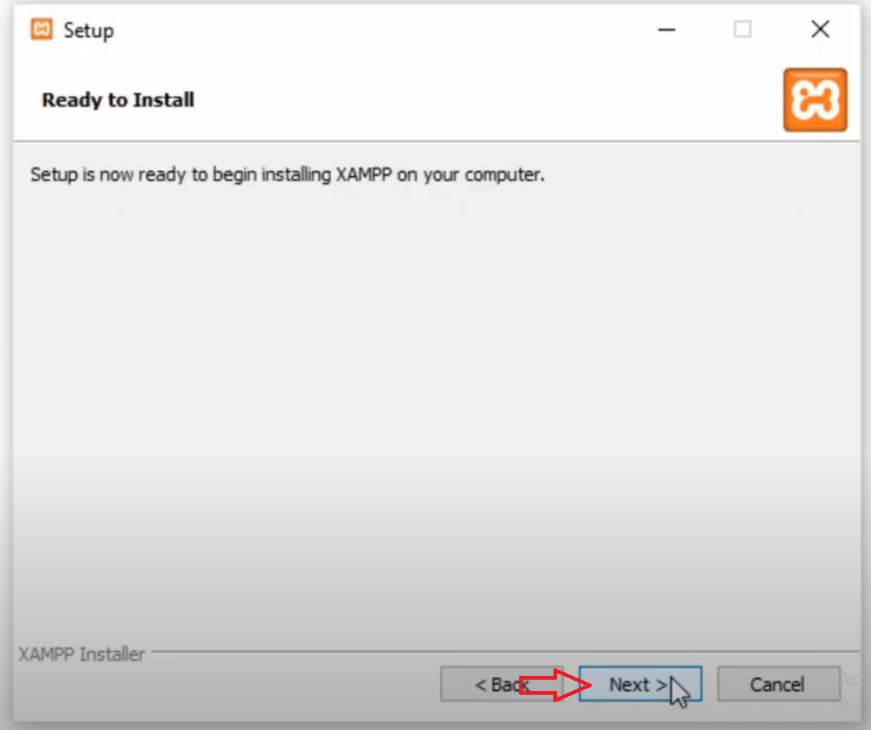 Setup
Ready to Install
Setup is now ready to begin installing XAMPP on your computer.
XAMPP Installer
< Back
Next >
Cancel